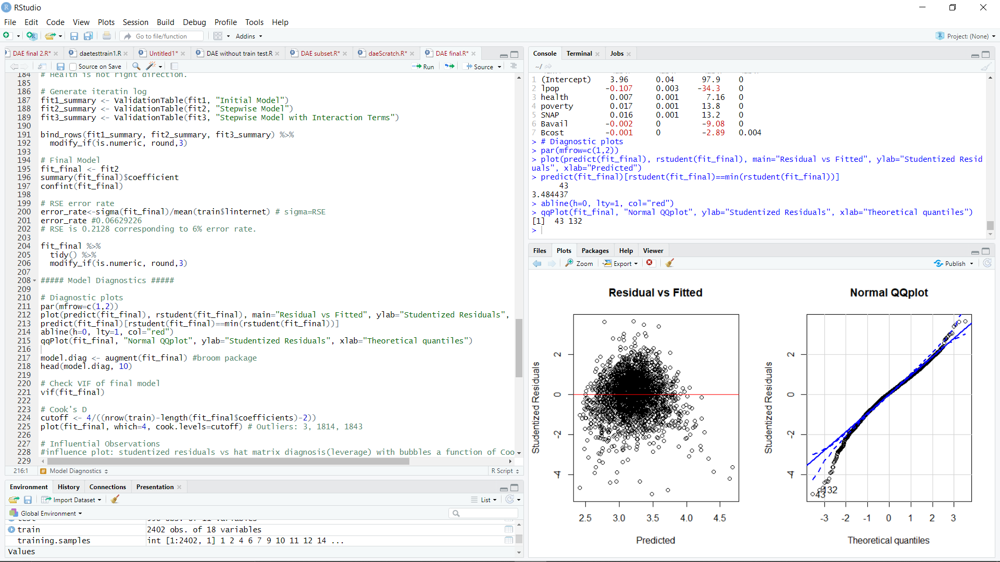 RStudio
File Edit Code View Plots Session Build Debug Profile Tools Help
Go to file/function Addins Project: (None)
DAE final 2.R* daetesttrain1.R Untitled1* DAE without train test.R DAE subset.R* daeScratch.R* DAE final.R*
Source on Save Run Source
184 # Health is not right direction.
185
186 # Generate iteratin log
187 fit1_summary <- ValidationTable(fit1, "Initial Model")
188 fit2_summary <- ValidationTable(fit2, "Stepwise Model")
189 fit3_summary <- ValidationTable(fit3, "Stepwise Model with Interaction Terms")
190
191 bind_rows(fit1_summary, fit2_summary, fit3_summary) %>%
192 modify_if(is.numeric, round,3)
193
194 # Final Model
195 fit_final <- fit2
196 summary(fit_final)$coefficient
197 confint(fit_final)
198
199 # RSE error rate
200 error_rate<-sigma(fit_final)/mean(train$linternet) # sigma=RSE
201 error_rate #0.06629226
202 # RSE is 0.2128 corresponding to 6% error rate.
203
204 fit_final %>%
205 tidy() %>%
206 modify_if(is.numeric, round,3)
207
208 ##### Model Diagnostics #####
209
210 # Diagnostic plots
211 par(mfrow=c(1,2))
212 plot(predict(fit_final), rstudent(fit_final), main="Residual vs Fitted", ylab="Studentized Residuals",
213 predict(fit_final)[rstudent(fit_final)==min(rstudent(fit_final))]
214 abline(h=0, lty=1, col="red")
215 qqPlot(fit_final, "Normal QQplot", ylab="Studentized Residuals", xlab="Theoretical quantiles")
216
217 model.diag <- augment(fit_final) #broom package
218 head(model.diag, 10)
219
220 # Check VIF of final model
221 vif(fit_final)
222
223 # Cook's D
224 cutoff <- 4/((nrow(train)-length(fit_final$coefficients)-2))
225 plot(fit_final, which=4, cook.levels=cutoff) # Outliers: 3, 1814, 1843
226
227 # Influential Observations
228 #influence plot: studentized residuals vs hat matrix diagnosis(leverage) with bubbles a function of Coo
229
216:1 # Model Diagnostics R Script
Environment History Connections Presentation
Import Dataset List
Global Environment
train 2402 obs. of 18 variables
training.samples int [1:2402, 1] 1 2 4 6 7 9 10 11 12 14 ...
Values
Console Terminal Jobs
~/
1 (Intercept) 3.96 0.04 97.9 0
2 lpop -0.107 0.003 -34.3 0
3 health 0.007 0.001 7.16 0
4 poverty 0.017 0.001 13.8 0
5 SNAP 0.016 0.001 13.2 0
6 Bavail -0.002 0 -9.08 0
7 Bcost -0.001 0 -2.89 0.004
> # Diagnostic plots
> par(mfrow=c(1,2))
> plot(predict(fit_final), rstudent(fit_final), main="Residual vs Fitted", ylab="Studentized Resid
uals", xlab="Predicted")
> predict(fit_final)[rstudent(fit_final)==min(rstudent(fit_final))]
43
3.484437
> abline(h=0, lty=1, col="red")
> qqPlot(fit_final, "Normal QQplot", ylab="Studentized Residuals", xlab="Theoretical quantiles")
[1] 43 132
>
Files Plots Packages Help Viewer
Zoom Export Publish
Residual vs Fitted
Studentized Residuals
2
0
-2
-4
2.5 3.0 3.5 4.0 4.5
Predicted
Normal QQplot
Studentized Residuals
2
0
-2
-4
132
43
-3 -2 -1 0 1 2 3
Theoretical quantiles